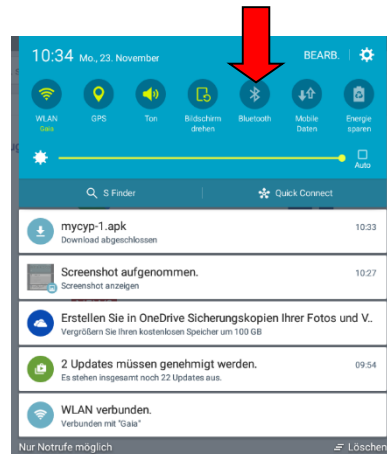 10:34 Mo., 23. November BEARB.
WLAN GPS Ton Bildschirm Bluetooth Mobile Energie
Gaia drehen Daten sparen
Auto
S Finder Quick Connect
mycyp-1.apk 10:33
Download abgeschlossen
Screenshot aufgenommen. 10:27
Screenshot anzeigen
Erstellen Sie in OneDrive Sicherungskopien Ihrer Fotos und V..
Vergrößern Sie Ihren kostenlosen Speicher um 100 GB
2 Updates müssen genehmigt werden. 09:54
Es stehen insgesamt noch 22 Updates aus.
WLAN verbunden.
Verbunden mit "Gaia"
Nur Notrufe möglich Löschen